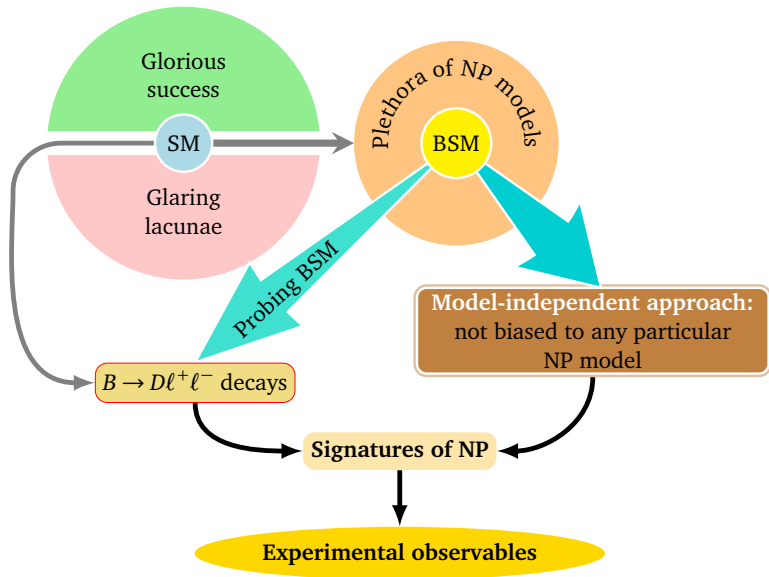 Glorious
success
SM
Glaring
lacunae
Plethora of NP models
BSM
Probing BSM
Model-independent approach:
not biased to any particular
NP model
B → Dℓ⁺ℓ⁻ decays
Signatures of NP
Experimental observables